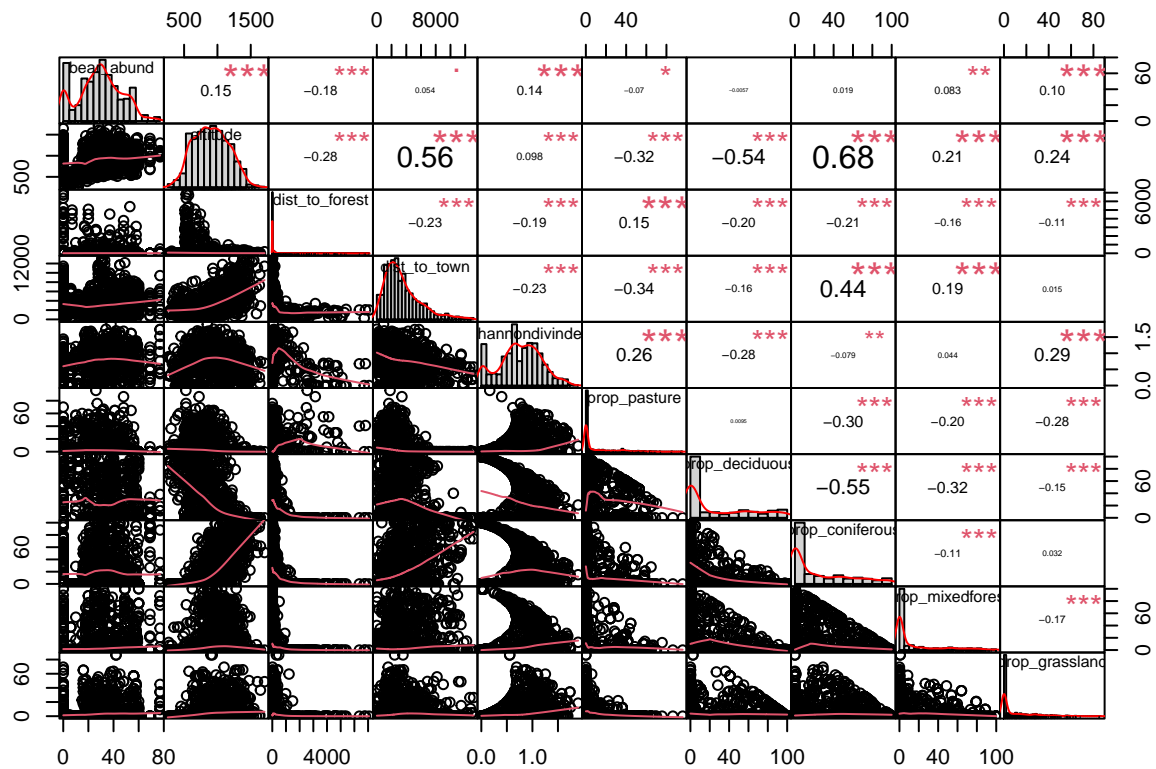 500 1500 0 8000 0 40 0 40 100 0 40 80
bear_abund *** 0.15 *** −0.18 . 0.054 *** 0.14 * −0.07 −0.0057 0.019 ** 0.083 *** 0.10 0 60
altitude *** −0.28 *** 0.56 *** 0.098 *** −0.32 *** −0.54 *** 0.68 *** 0.21 *** 0.24
500
dist_to_forest *** −0.23 *** −0.19 *** 0.15 *** −0.20 *** −0.21 *** −0.16 *** −0.11 0 6000
0 12000 dist_to_town *** −0.23 *** −0.34 *** −0.16 *** 0.44 *** 0.19 0.015
hannondivinde *** 0.26 *** −0.28 ** −0.079 0.044 *** 0.29 0.0 1.5
0 60 prop_pasture 0.0095 *** −0.30 *** −0.20 *** −0.28
prop_deciduous *** −0.55 *** −0.32 *** −0.15 0 60
0 60 prop_coniferous *** −0.11 0.032
rop_mixedfores *** −0.17 0 60
0 60 rop_grassland
0 40 80 0 4000 0.0 1.0 0 40 100 0 40 100